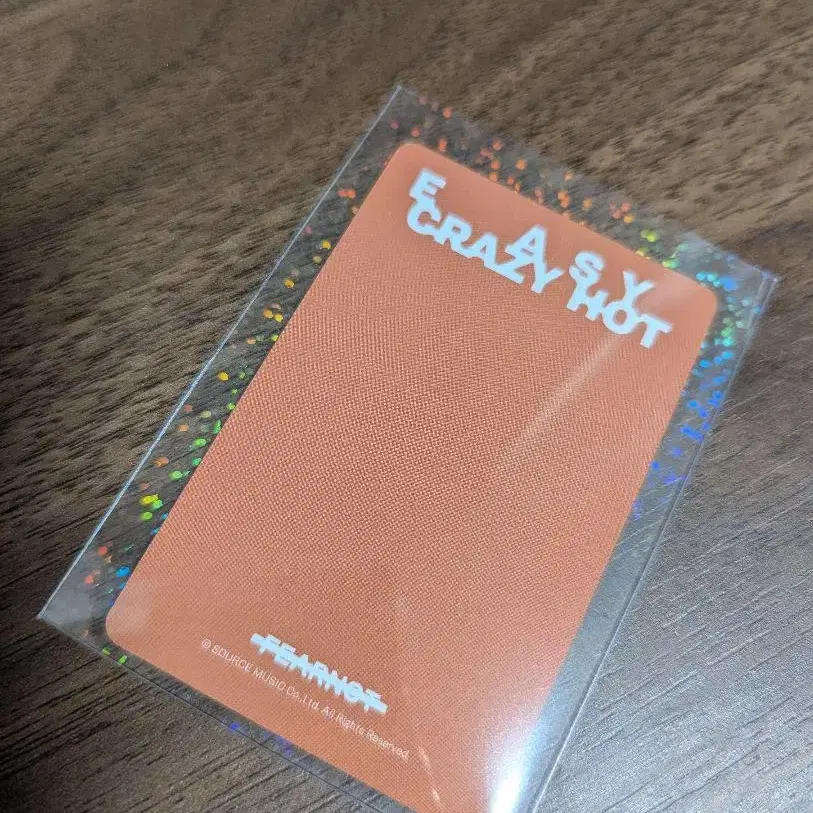 EASY
CRAZY HOT
FEARNOT
© SOURCE MUSIC Co., Ltd. All Rights Reserved.